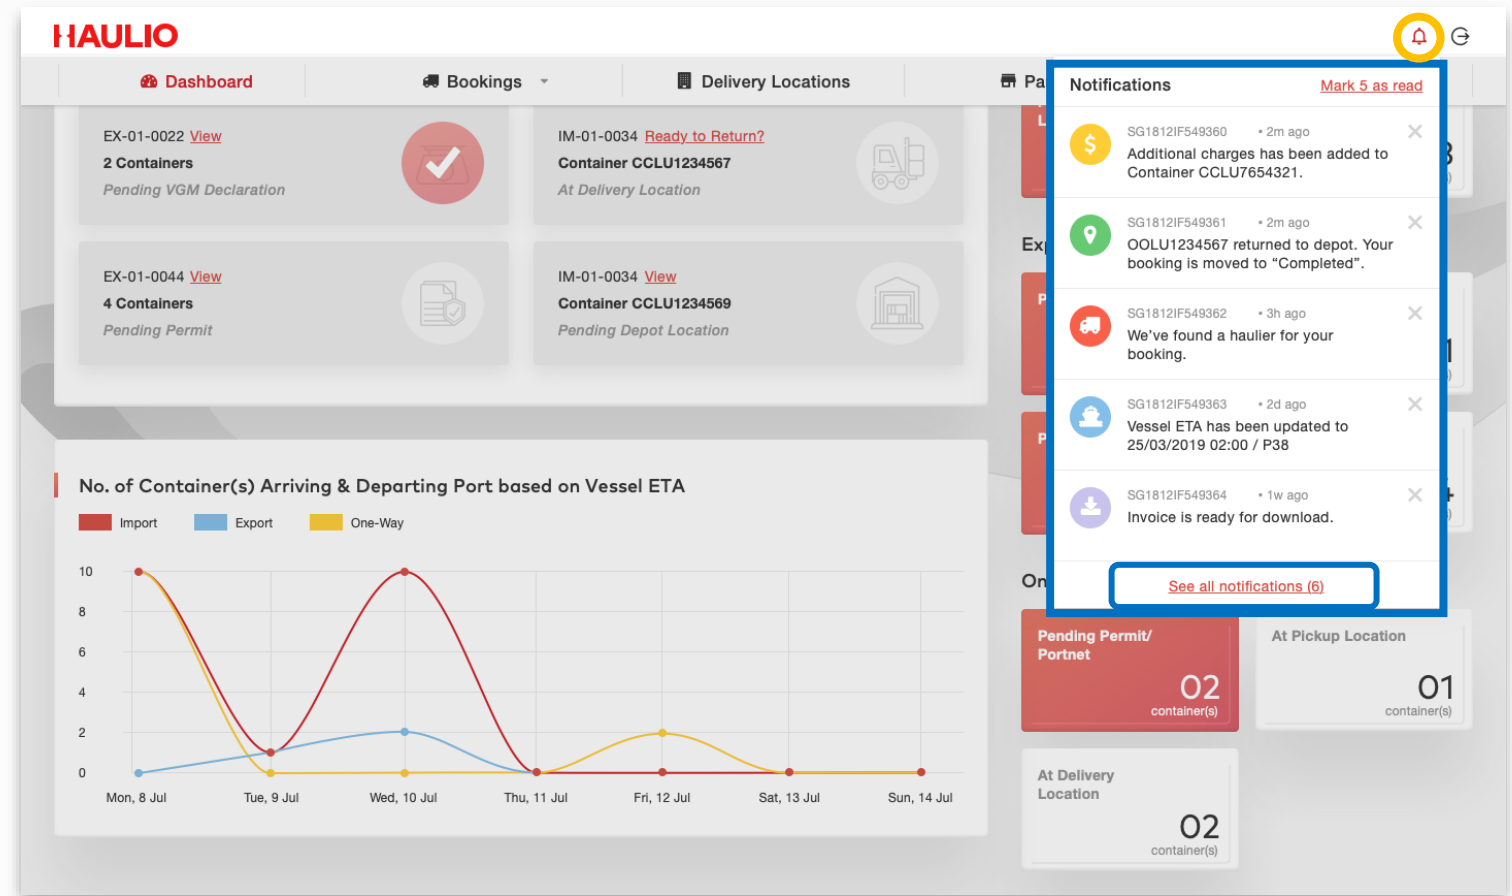 HAULIO
Dashboard
Bookings
Delivery Locations
Pa
EX-01-0022 View
2 Containers
Pending VGM Declaration
IM-01-0034 Ready to Return?
Container CCLU1234567
At Delivery Location
EX-01-0044 View
4 Containers
Pending Permit
IM-01-0034 View
Container CCLU1234569
Pending Depot Location
No. of Container(s) Arriving & Departing Port based on Vessel ETA
Import
Export
One-Way
10
8
6
4
2
0
Mon, 8 Jul
Tue, 9 Jul
Wed, 10 Jul
Thu, 11 Jul
Fri, 12 Jul
Sat, 13 Jul
Sun, 14 Jul
Notifications
Mark 5 as read
SG1812IF549360 • 2m ago
Additional charges has been added to
Container CCLU7654321.
SG1812IF549361 • 2m ago
OOLU1234567 returned to depot. Your
booking is moved to “Completed”.
SG1812IF549362 • 3h ago
We've found a haulier for your
booking.
SG1812IF549363 • 2d ago
Vessel ETA has been updated to
25/03/2019 02:00 / P38
SG1812IF549364 • 1w ago
Invoice is ready for download.
See all notifications (6)
Ex
On
Pending Permit/
Portnet
02
container(s)
At Pickup Location
01
container(s)
At Delivery
Location
02
container(s)